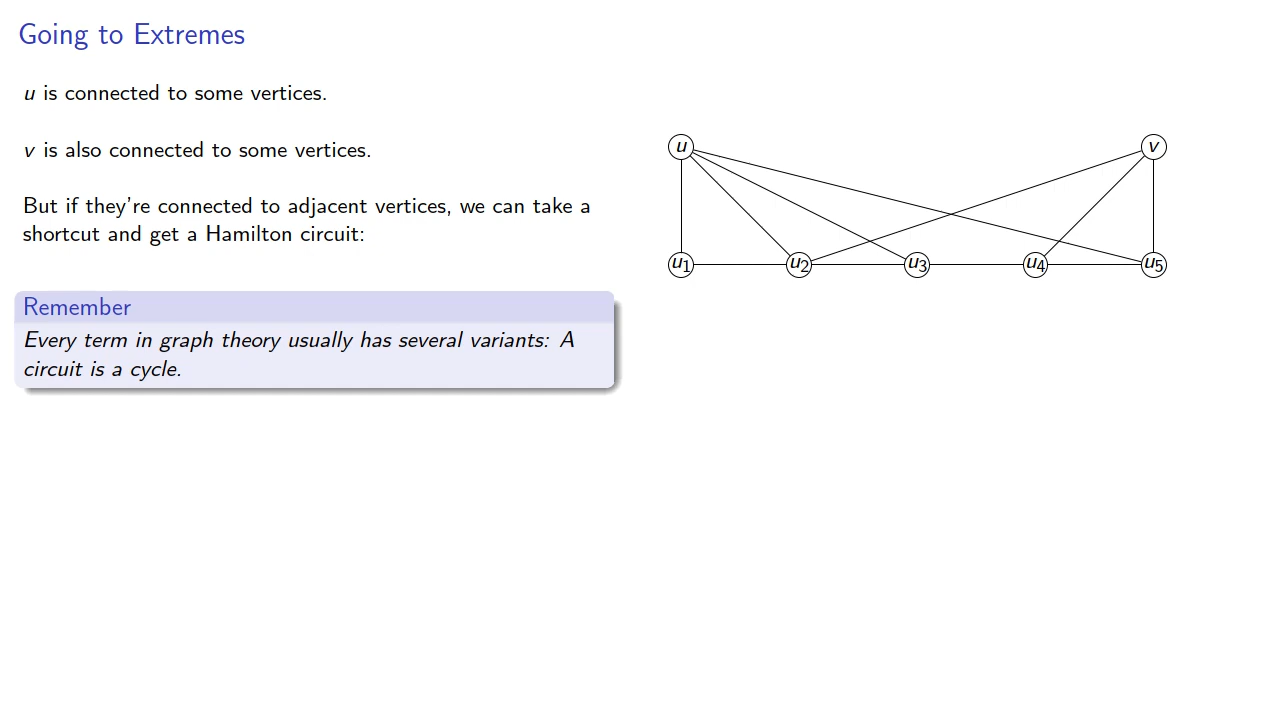 Going to Extremes
u is connected to some vertices.
v is also connected to some vertices.
But if they're connected to adjacent vertices, we can take a
shortcut and get a Hamilton circuit:
Remember
Every term in graph theory usually has several variants: A
circuit is a cycle.
u v
u1 u2 u3 u4 u5